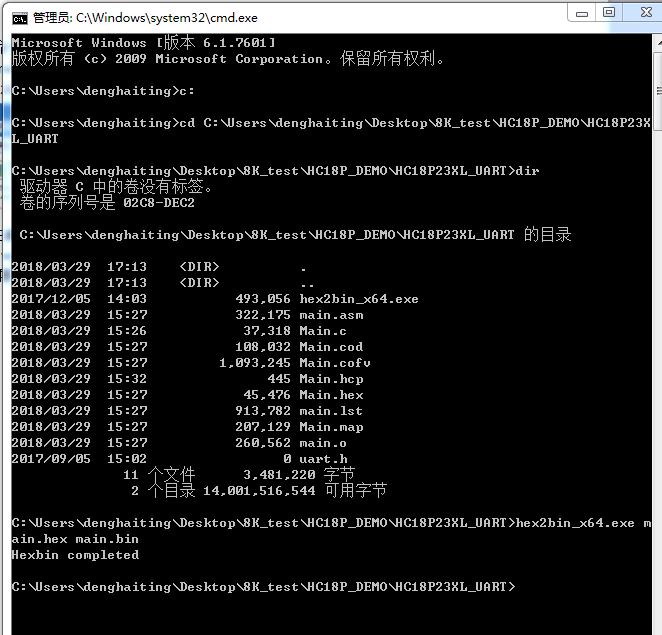 管理员: C:\Windows\system32\cmd.exe
Microsoft Windows [版本 6.1.7601]
版权所有 (c) 2009 Microsoft Corporation。保留所有权利。
C:\Users\denghaiting>c:
C:\Users\denghaiting>cd C:\Users\denghaiting\Desktop\8K_test\HC18P_DEMO\HC18P23X
L_UART
C:\Users\denghaiting\Desktop\8K_test\HC18P_DEMO\HC18P23XL_UART>dir
驱动器 C 中的卷没有标签。
卷的序列号是 02C8-DEC2
C:\Users\denghaiting\Desktop\8K_test\HC18P_DEMO\HC18P23XL_UART 的目录
2018/03/29  17:13    <DIR>          .
2018/03/29  17:13    <DIR>          ..
2017/12/05  14:03           493,056 hex2bin_x64.exe
2018/03/29  15:27           322,175 main.asm
2018/03/29  15:26            37,318 Main.c
2018/03/29  15:27           108,032 Main.cod
2018/03/29  15:27         1,093,245 Main.cofv
2018/03/29  15:32               445 Main.hcp
2018/03/29  15:27            45,476 Main.hex
2018/03/29  15:27           913,782 main.lst
2018/03/29  15:27           207,129 Main.map
2018/03/29  15:27           260,562 main.o
2017/09/05  15:02                 0 uart.h
11 个文件      3,481,220 字节
2 个目录 14,001,516,544 可用字节
C:\Users\denghaiting\Desktop\8K_test\HC18P_DEMO\HC18P23XL_UART>hex2bin_x64.exe m
ain.hex main.bin
Hexbin completed
C:\Users\denghaiting\Desktop\8K_test\HC18P_DEMO\HC18P23XL_UART>